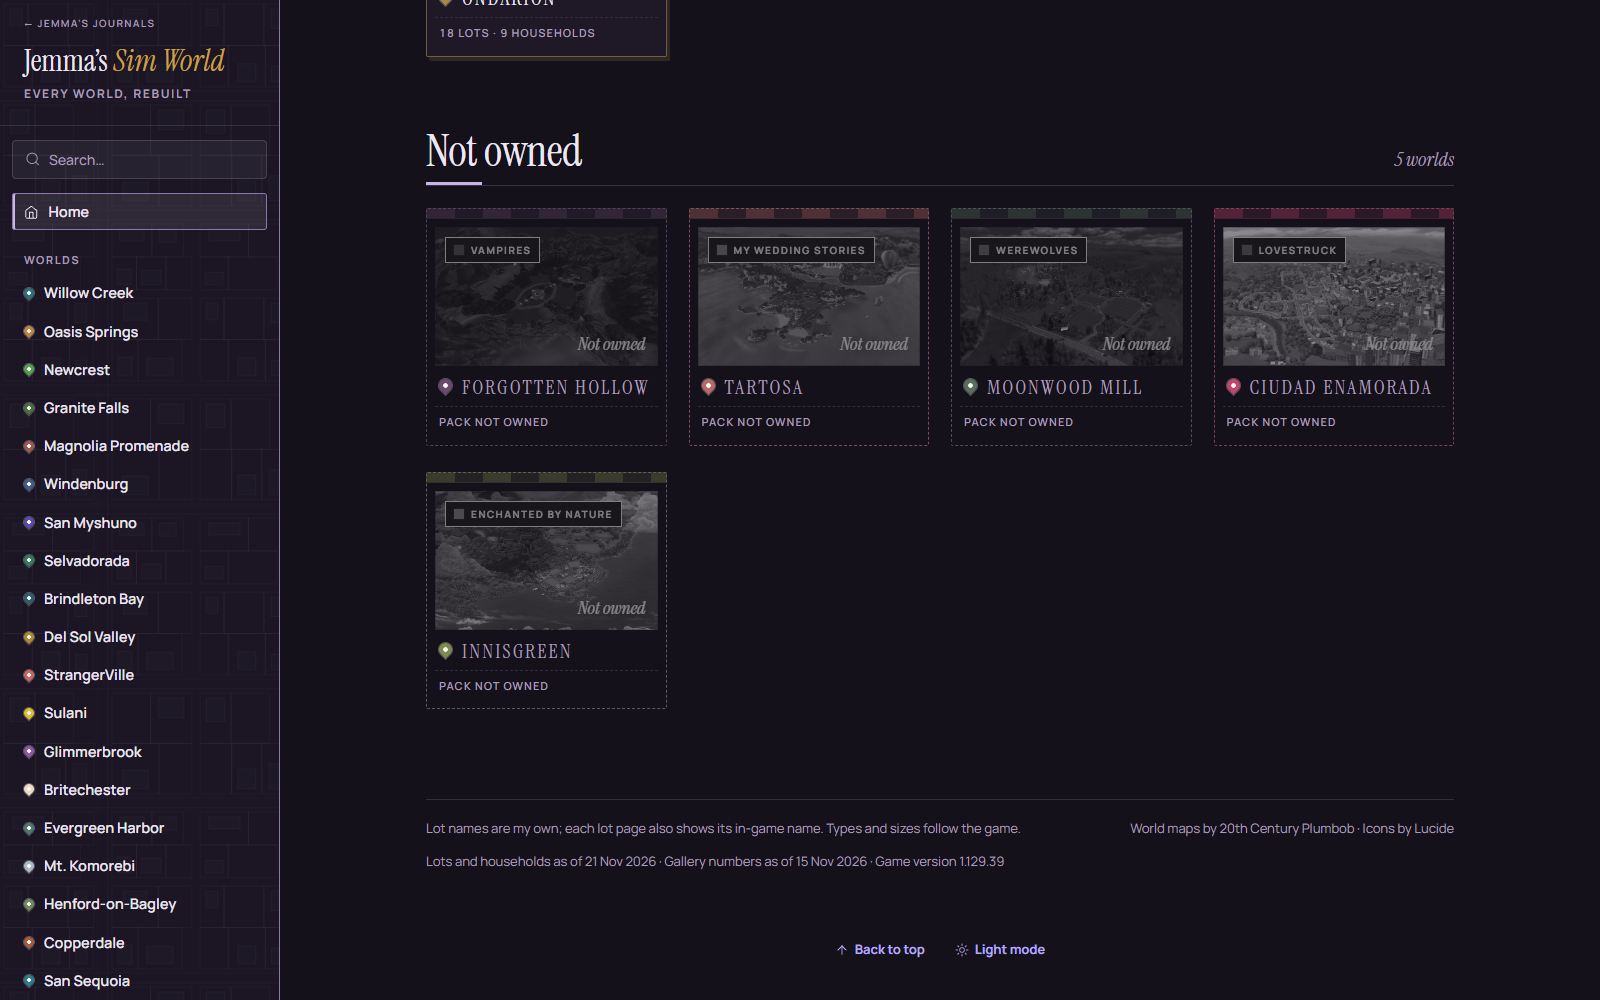 ← JEMMA'S JOURNALS
Jemma's Sim World
EVERY WORLD, REBUILT
Search...
Home
WORLDS
Willow Creek
Oasis Springs
Newcrest
Granite Falls
Magnolia Promenade
Windenburg
San Myshuno
Selvadorada
Brindleton Bay
Del Sol Valley
StrangerVille
Sulani
Glimmerbrook
Britechester
Evergreen Harbor
Mt. Komorebi
Henford-on-Bagley
Copperdale
San Sequoia
ONDARION
18 LOTS · 9 HOUSEHOLDS
Not owned
5 worlds
VAMPIRES
Not owned
FORGOTTEN HOLLOW
PACK NOT OWNED
MY WEDDING STORIES
Not owned
TARTOSA
PACK NOT OWNED
WEREWOLVES
Not owned
MOONWOOD MILL
PACK NOT OWNED
LOVESTRUCK
Not owned
CIUDAD ENAMORADA
PACK NOT OWNED
ENCHANTED BY NATURE
Not owned
INNISGREEN
PACK NOT OWNED
Lot names are my own; each lot page also shows its in-game name. Types and sizes follow the game.
World maps by 20th Century Plumbob · Icons by Lucide
Lots and households as of 21 Nov 2026 · Gallery numbers as of 15 Nov 2026 · Game version 1.129.39
Back to top
Light mode